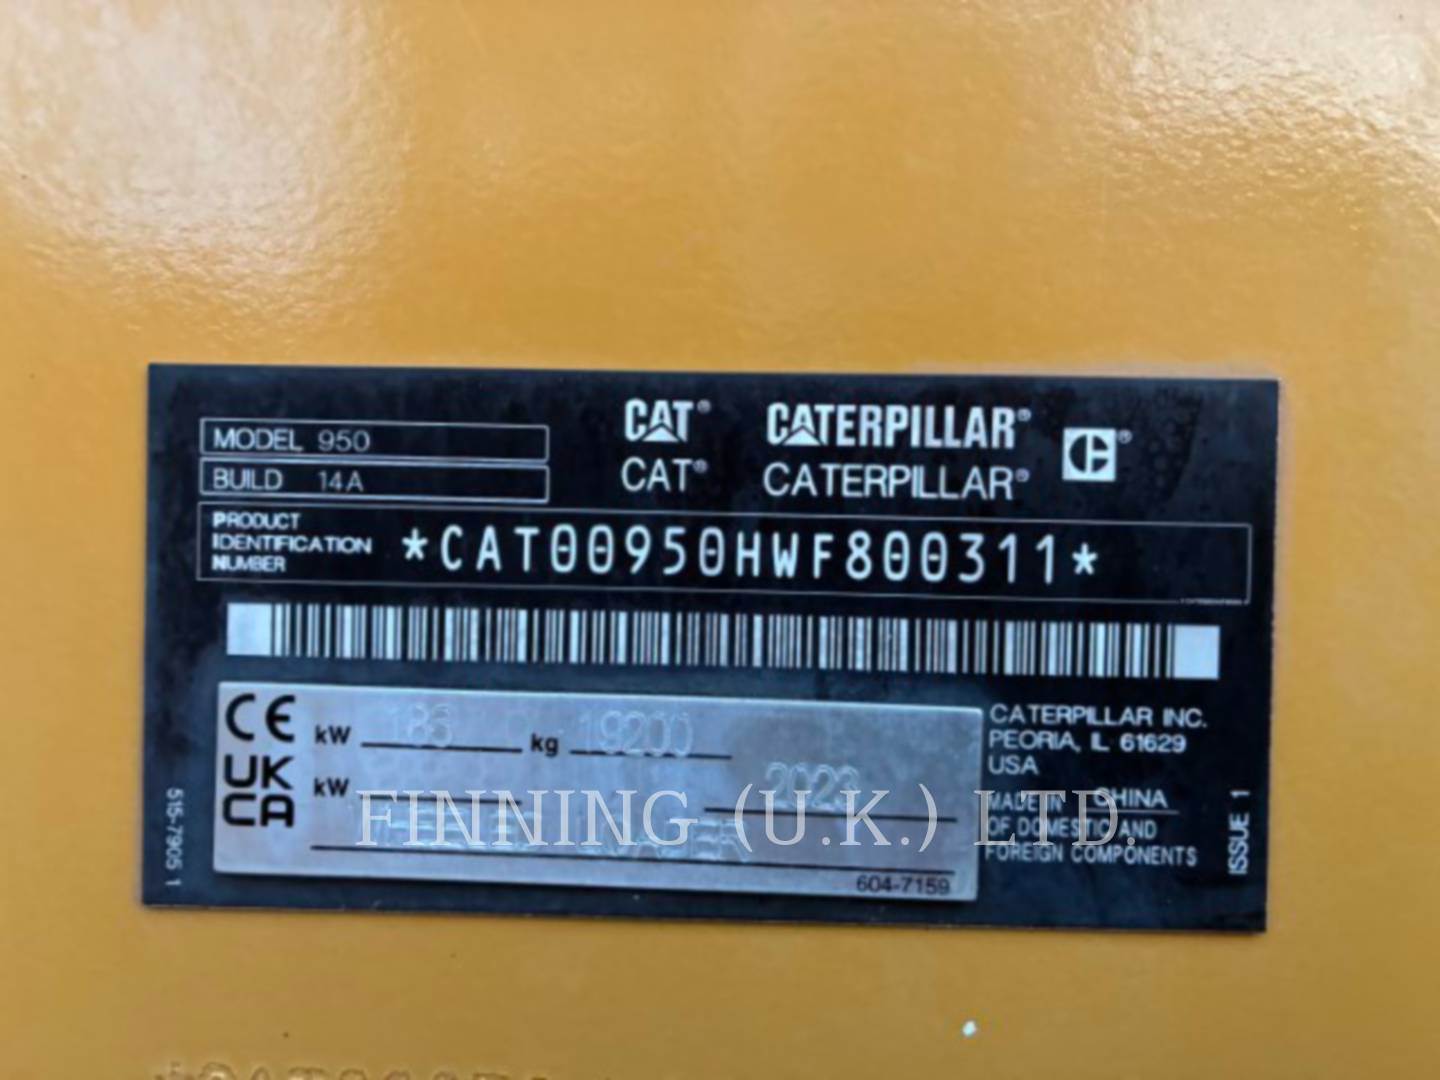 CAT® CATERPILLAR® C®
CAT® CATERPILLAR®
MODEL 950
BUILD 14A
PRODUCT IDENTIFICATION NUMBER *CAT00950HWF800311*
CE kW 186 kg 19200
UK CA kW 2023
FINNING (U.K.) LTD.
LOADER
604-7159
CATERPILLAR INC.
PEORIA, IL 61629
USA
MADE IN CHINA
OF DOMESTIC AND
FOREIGN COMPONENTS
515-7905 1
ISSUE 1